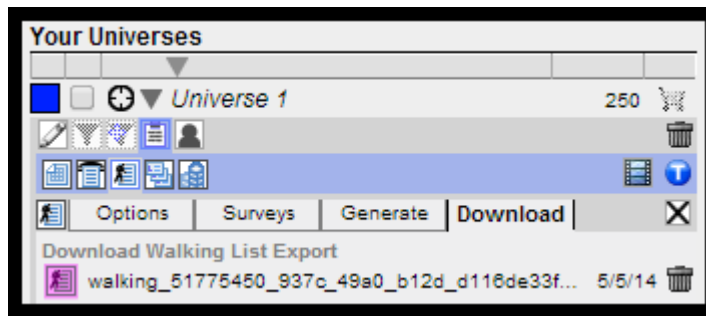 Your Universes
Universe 1 250
T
Options Surveys Generate Download X
Download Walking List Export
walking_51775450_937c_49a0_b12d_d116de33f... 5/5/14